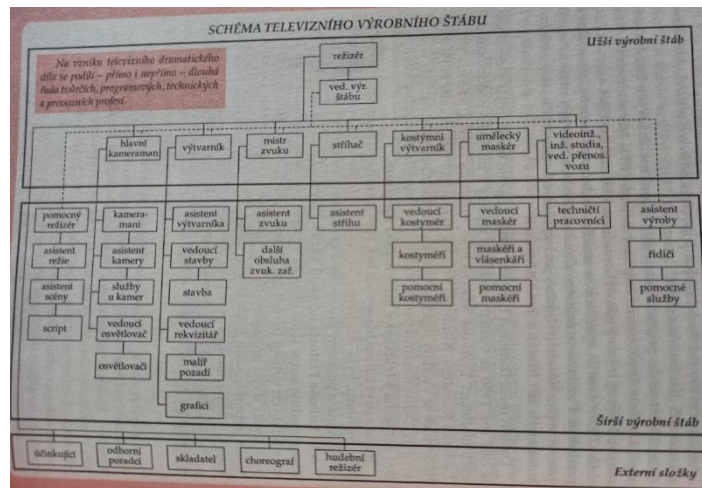 SCHÉMA TELEVIZNÍHO VÝROBNÍHO ŠTÁBU
Užší výrobní štáb
Na vzniku televizního dramatického
díla se podílí – přímo i nepřímo – dlouhá
řada tvůrčích, programových, technických
a provozních profesí.
režizér
ved. výr.
štábu
hlavní
kameraman
výtvarník
mistr
zvuku
stříhač
kostýmní
výtvarník
umělecký
maskér
videoinž.,
inž. studia,
ved. přenos.
vozu
pomocný
režizér
asistent
režie
asistent
scény
script
kamera-
mani
asistent
kamery
služby
u kamer
vedoucí
osvětlovač
osvětlovači
asistent
výtvarníka
vedoucí
stavby
stavba
vedoucí
rekvizitář
malíř
pozadí
grafici
asistent
zvuku
další
obsluha
zvuk. zař.
asistent
střihu
vedoucí
kostymér
kostyméři
pomocní
kostyméři
vedoucí
maskér
maskéři a
vlásenkáři
pomocní
maskéři
techničtí
pracovníci
asistent
výroby
řidiči
pomocné
služby
Širší výrobní štáb
účinkující
odborní
poradci
skladatel
choreograf
hudební
režizér
Externí složky